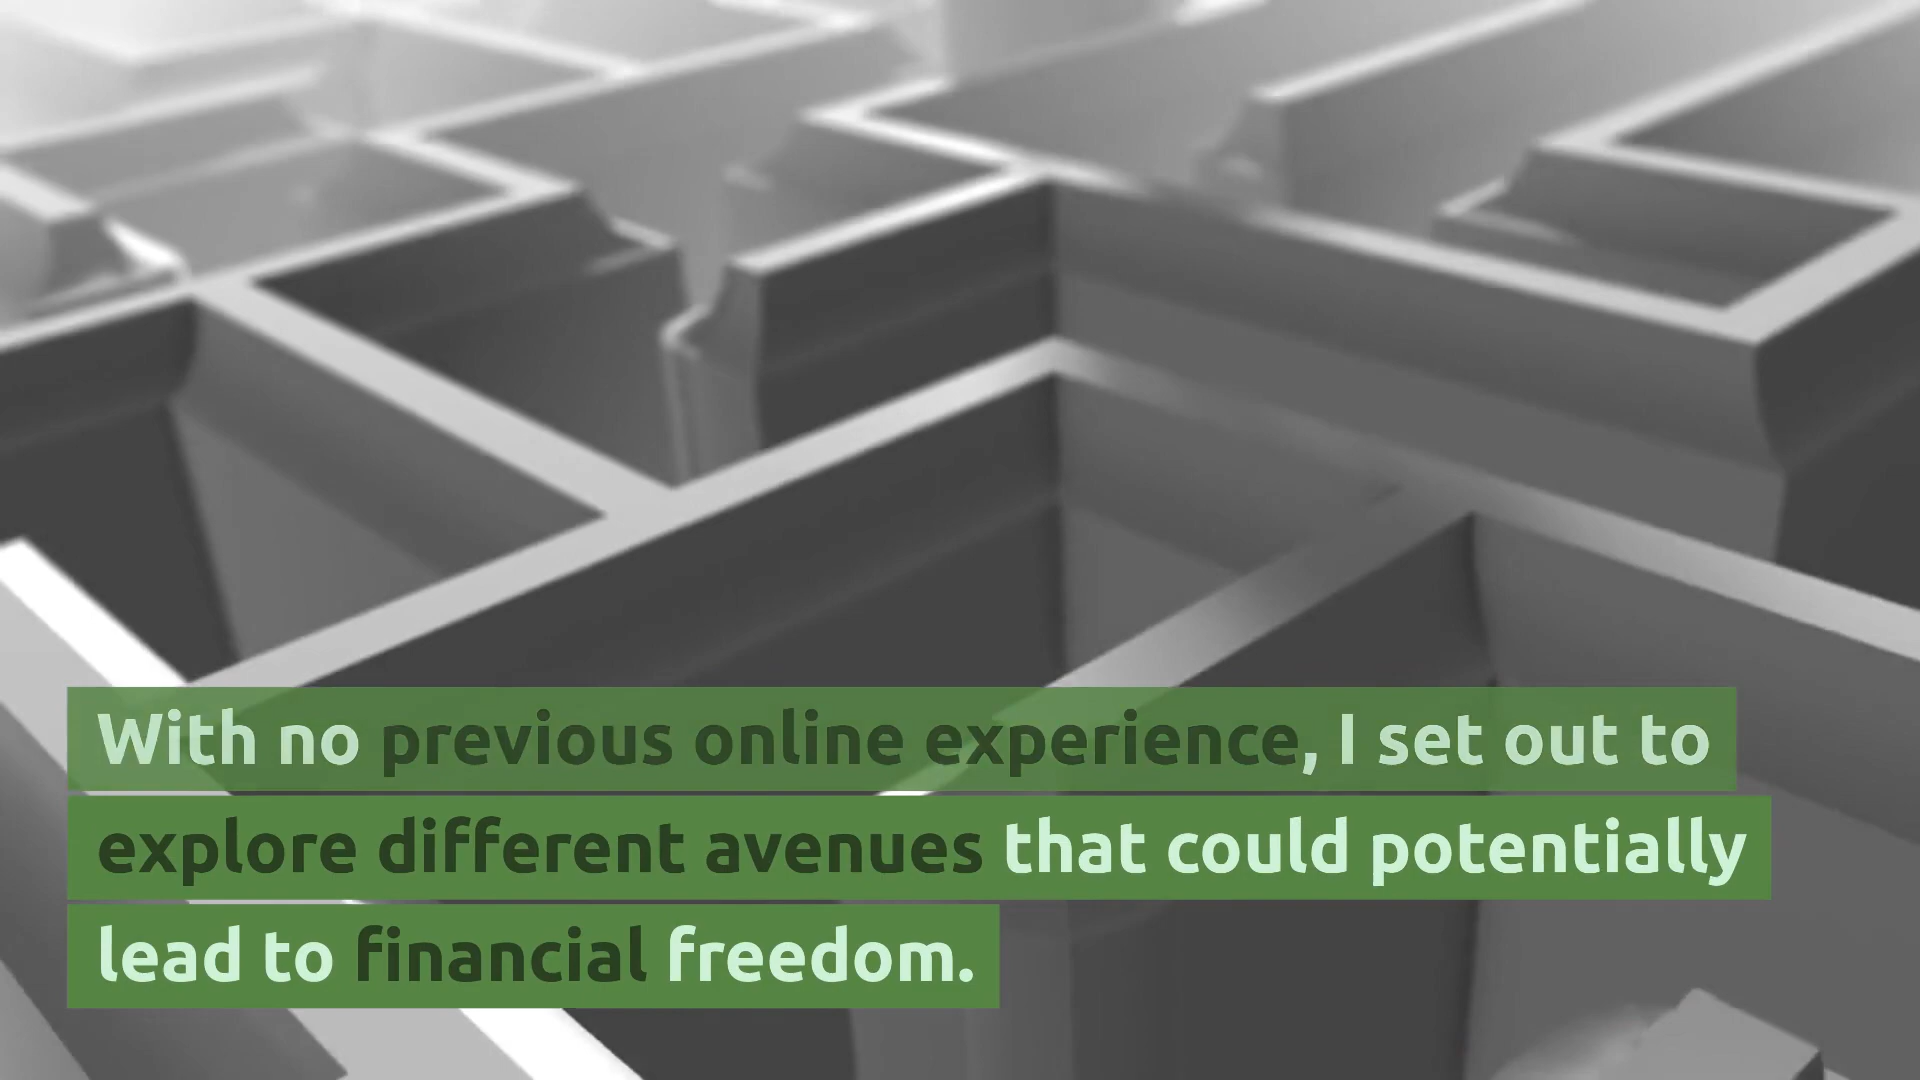 With no previous online experience, I set out to
explore different avenues that could potentially
lead to financial freedom.